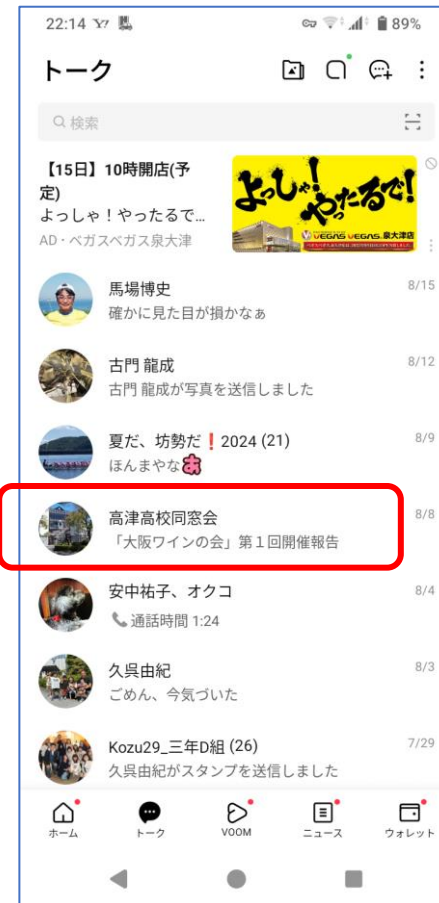 22:14
89%
トーク
検索
【15日】10時開店(予
定)
よっしゃ！やったるで…
AD・ベガスベガス泉大津
よっしゃ！やったるで！
VEGAS VEGAS 泉大津店
馬場博史
8/15
確かに見た目が損かなぁ
古門 龍成
8/12
古門 龍成が写真を送信しました
夏だ、坊勢だ❗2024 (21)
8/9
ほんまやな
高津高校同窓会
8/8
「大阪ワインの会」第１回開催報告
安中祐子、オクコ
8/4
通話時間 1:24
久呉由紀
8/3
ごめん、今気づいた
Kozu29_三年D組 (26)
7/29
久呉由紀がスタンプを送信しました
ホーム
トーク
VOOM
ニュース
ウォレット